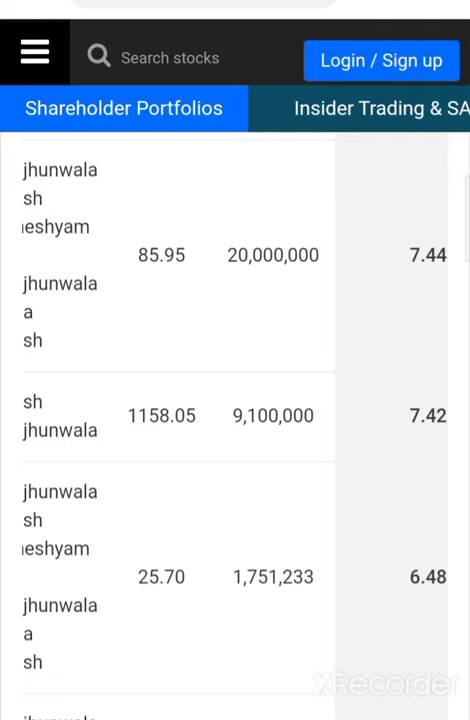 Search stocks
Login / Sign up
Shareholder Portfolios
Insider Trading & SA
jhunwala
sh
eshyam
85.95 20,000,000 7.44
jhunwala
a
sh
sh
1158.05 9,100,000 7.42
jhunwala
jhunwala
sh
eshyam
25.70 1,751,233 6.48
jhunwala
a
sh
XRecorder